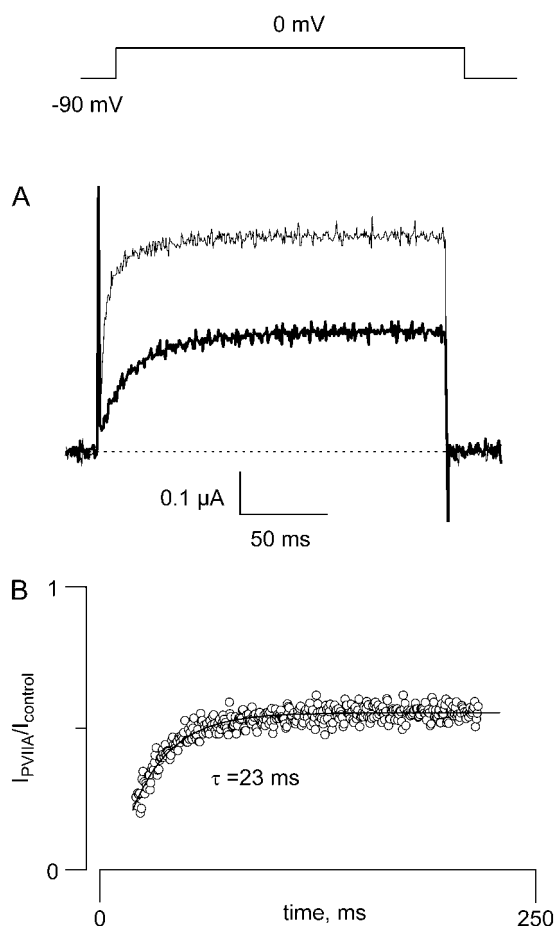 0 mV
-90 mV
A
0.1 µA
50 ms
B
1
I_PVIIA/I_control
τ =23 ms
0
0
time, ms
250